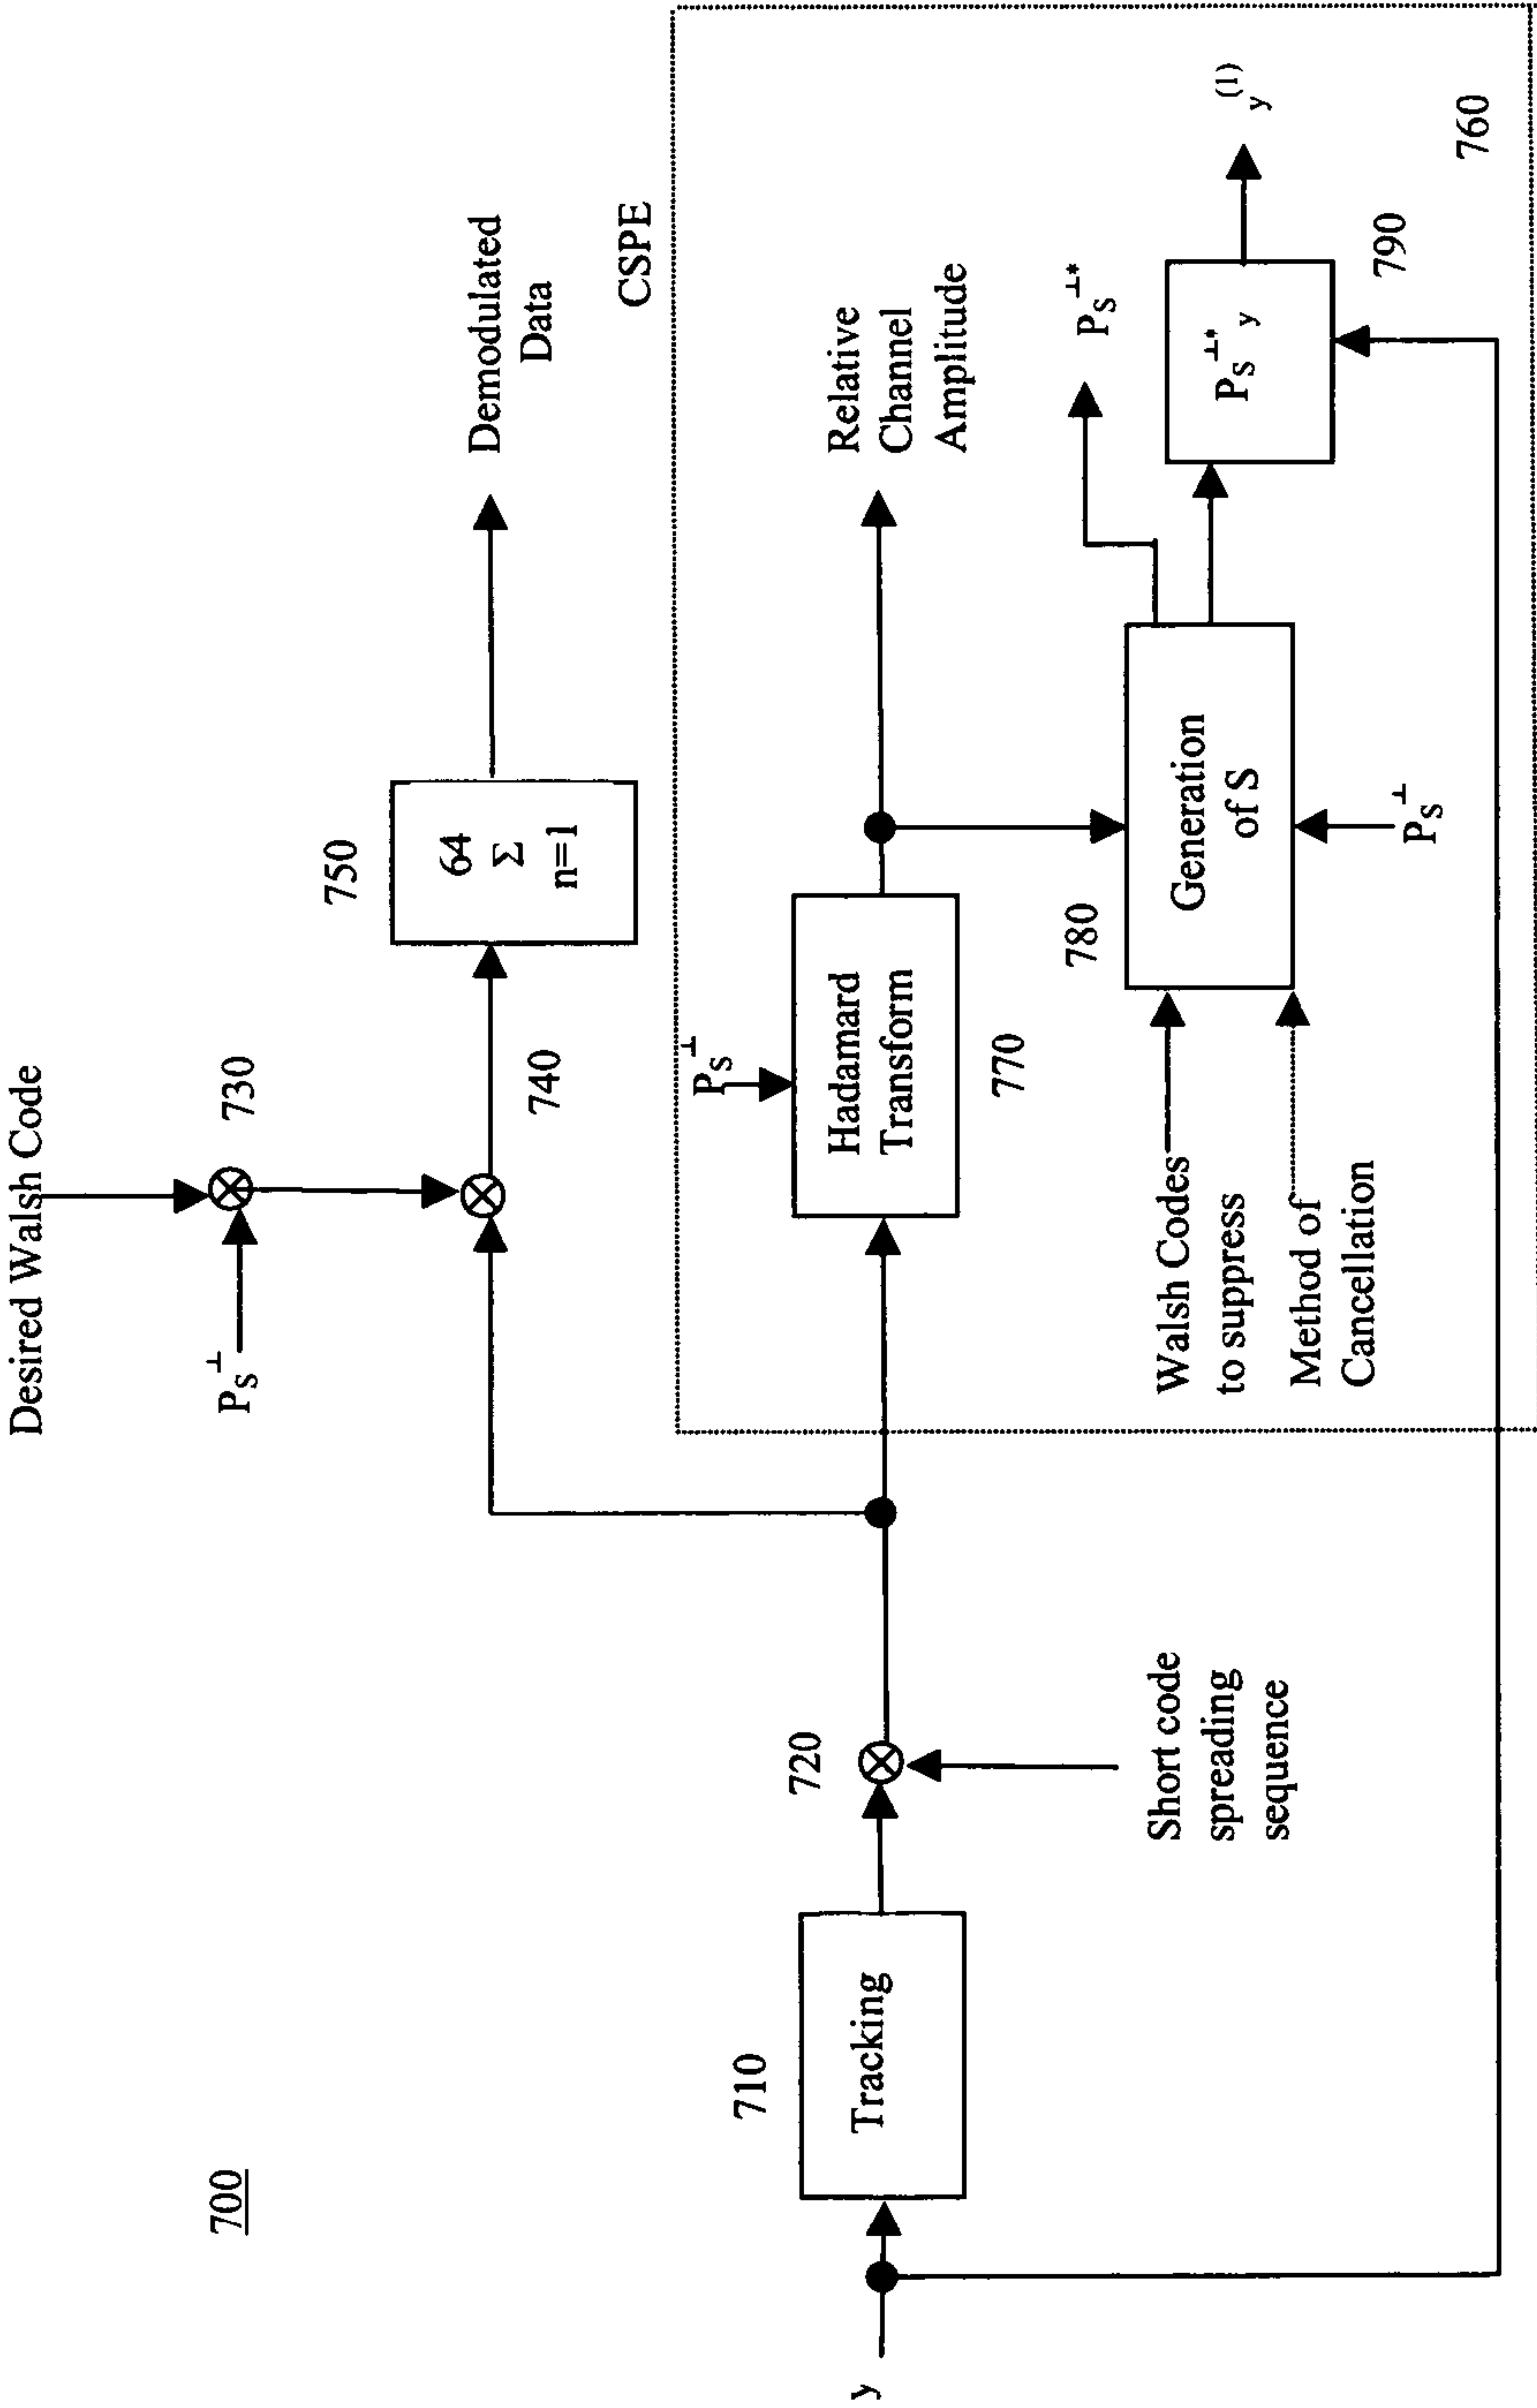 700
y
710
Tracking
720
Short code
spreading
sequence
Desired Walsh Code
P_S^⊥
730
740
750
64
Σ
n=1
Demodulated
Data
CSPE
P_S^⊥
Hadamard
Transform
770
Relative
Channel
Amplitude
Walsh Codes
to suppress
Method of
Cancellation
780
Generation
of S
P_S^⊥
P_S^⊥*
P_S^⊥* y
790
y^(1)
760